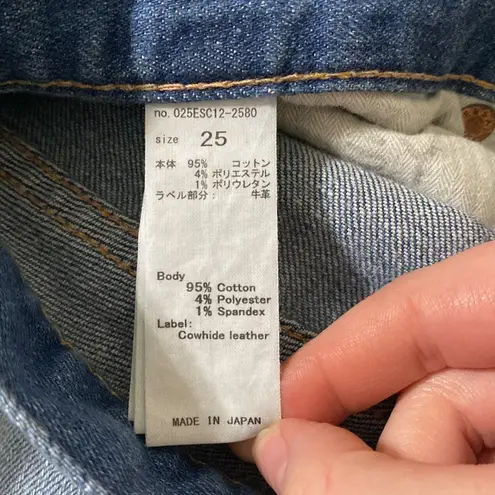 no. 025ESC12-2580
size 25
本体 95% コットン
4% ポリエステル
1% ポリウレタン
ラベル部分: 牛革
Body
95% Cotton
4% Polyester
1% Spandex
Label:
Cowhide leather
MADE IN JAPAN